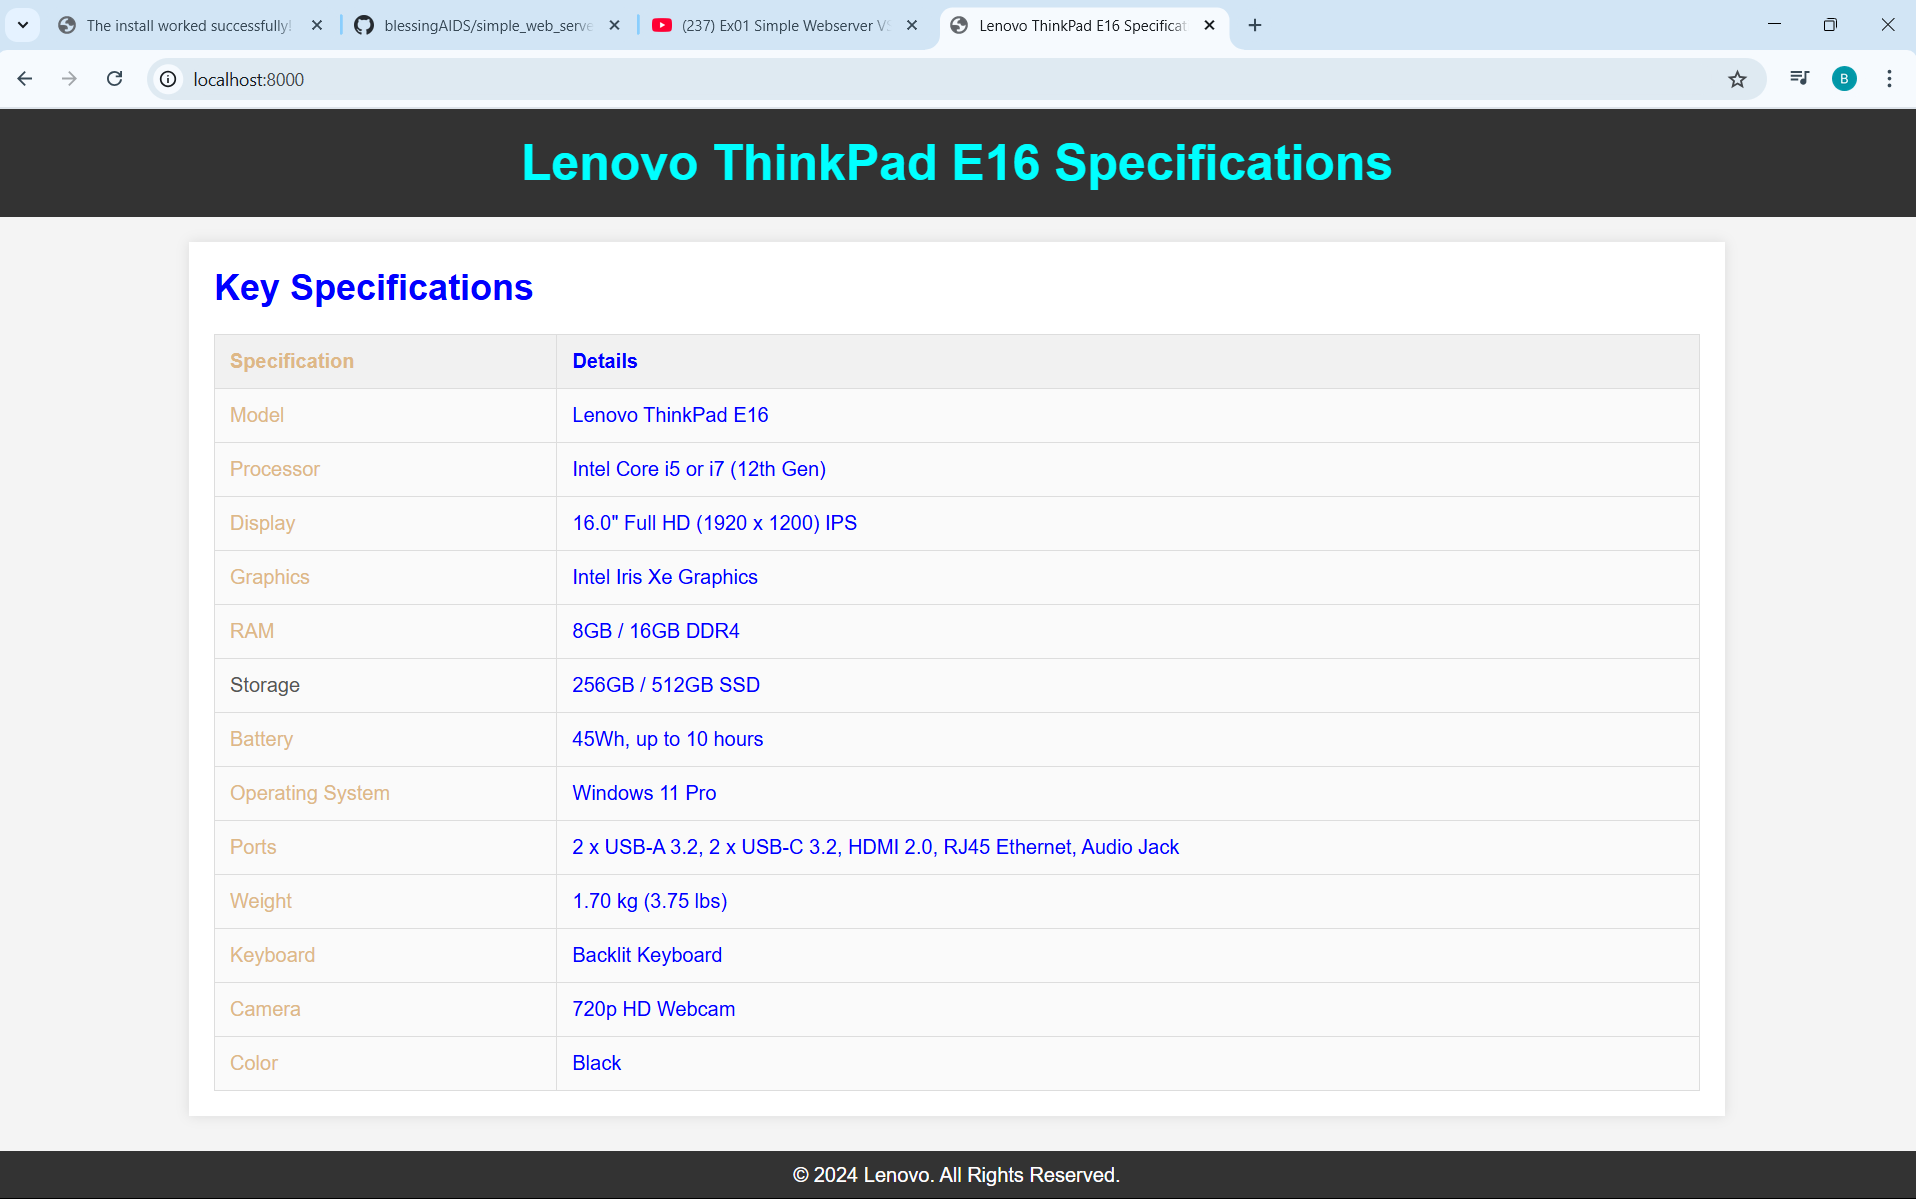 The install worked successfully!
blessingAIDS/simple_web_serve
(237) Ex01 Simple Webserver VS
Lenovo ThinkPad E16 Specificat
localhost:8000
B
Lenovo ThinkPad E16 Specifications
Key Specifications
Specification Details
Model Lenovo ThinkPad E16
Processor Intel Core i5 or i7 (12th Gen)
Display 16.0" Full HD (1920 x 1200) IPS
Graphics Intel Iris Xe Graphics
RAM 8GB / 16GB DDR4
Storage 256GB / 512GB SSD
Battery 45Wh, up to 10 hours
Operating System Windows 11 Pro
Ports 2 x USB-A 3.2, 2 x USB-C 3.2, HDMI 2.0, RJ45 Ethernet, Audio Jack
Weight 1.70 kg (3.75 lbs)
Keyboard Backlit Keyboard
Camera 720p HD Webcam
Color Black
© 2024 Lenovo. All Rights Reserved.